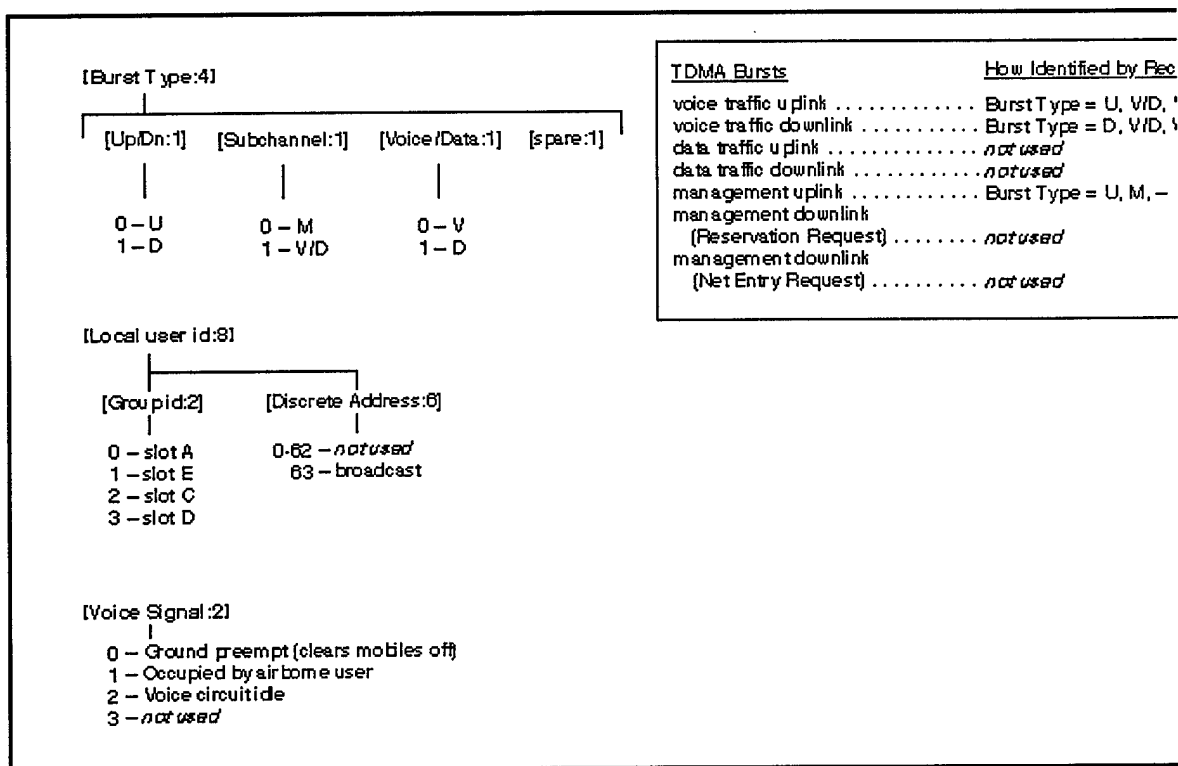 [Burst Type:4]
[Up/Dn:1] [Subchannel:1] [Voice/Data:1] [spare:1]
0 – U 0 – M 0 – V
1 – D 1 – V/D 1 – D
TDMA Bursts How Identified by Rec
voice traffic uplink ............. Burst Type = U, V/D,
voice traffic downlink ........... Burst Type = D, V/D,
data traffic uplink .............. not used
data traffic downlink ............ not used
management uplink ............ Burst Type = U, M, –
management downlink
(Reservation Request) ........ not used
management downlink
(Net Entry Request) .......... not used
[Local user id:8]
[Group id:2] [Discrete Address:6]
0 – slot A 0-62 – not used
1 – slot E 63 – broadcast
2 – slot C
3 – slot D
[Voice Signal:2]
0 – Ground preempt (clears mobiles off)
1 – Occupied by airborne user
2 – Voice circuit idle
3 – not used